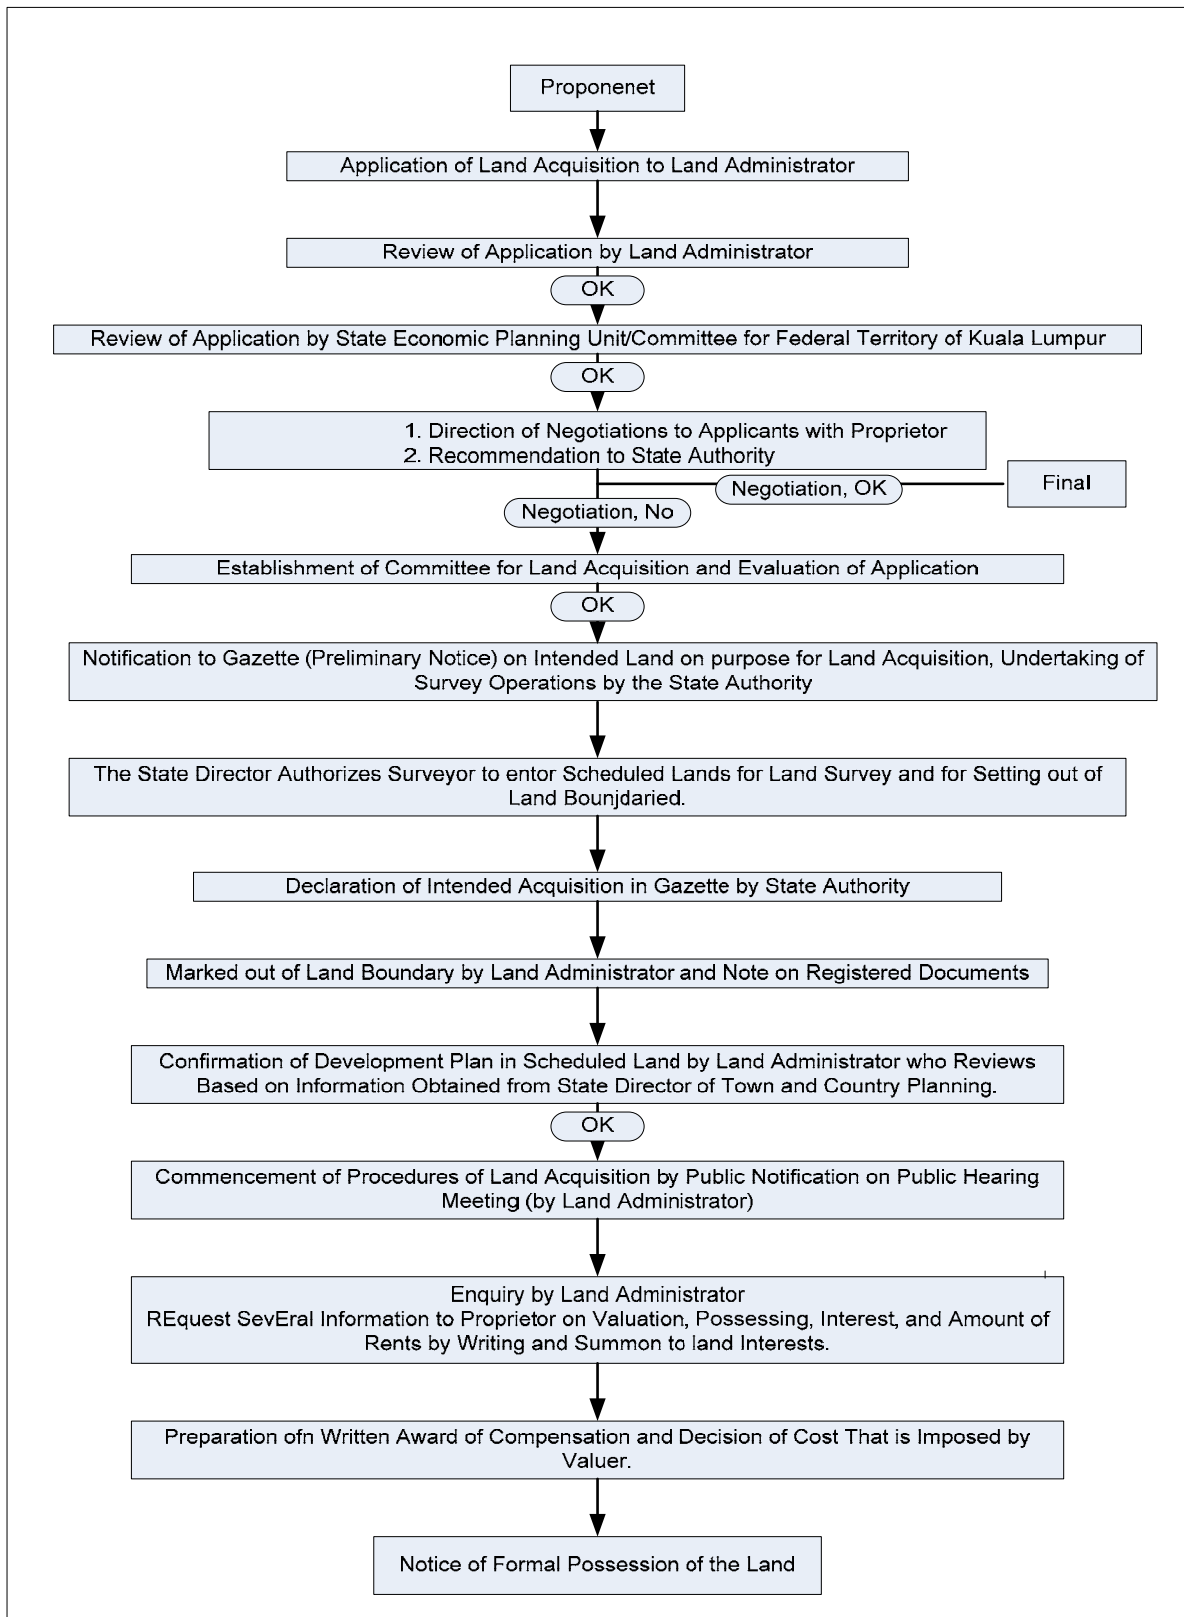 Proponenet
Application of Land Acquisition to Land Administrator
Review of Application by Land Administrator
OK
Review of Application by State Economic Planning Unit/Committee for Federal Territory of Kuala Lumpur
OK
1. Direction of Negotiations to Applicants with Proprietor
2. Recommendation to State Authority
Negotiation, OK
Final
Negotiation, No
Establishment of Committee for Land Acquisition and Evaluation of Application
OK
Notification to Gazette (Preliminary Notice) on Intended Land on purpose for Land Acquisition, Undertaking of
Survey Operations by the State Authority
The State Director Authorizes Surveyor to entor Scheduled Lands for Land Survey and for Setting out of
Land Bounjdaried.
Declaration of Intended Acquisition in Gazette by State Authority
Marked out of Land Boundary by Land Administrator and Note on Registered Documents
Confirmation of Development Plan in Scheduled Land by Land Administrator who Reviews
Based on Information Obtained from State Director of Town and Country Planning.
OK
Commencement of Procedures of Land Acquisition by Public Notification on Public Hearing
Meeting (by Land Administrator)
Enquiry by Land Administrator
REquest SevEral Information to Proprietor on Valuation, Possessing, Interest, and Amount of
Rents by Writing and Summon to land Interests.
Preparation ofn Written Award of Compensation and Decision of Cost That is Imposed by
Valuer.
Notice of Formal Possession of the Land